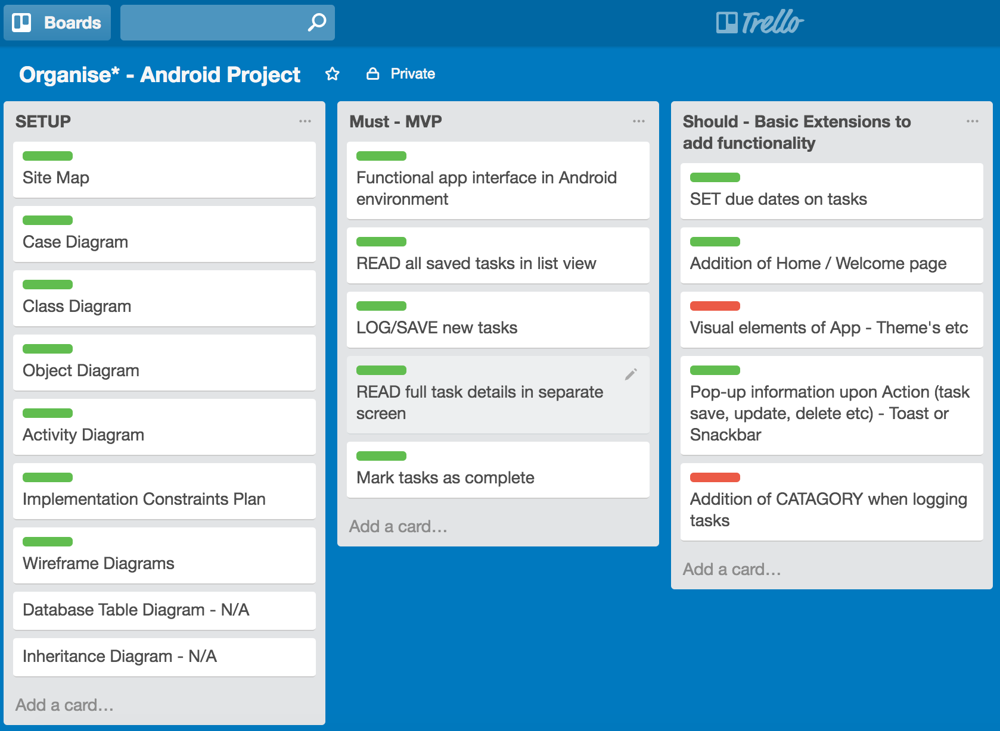 Boards
Trello
Organise* - Android Project
Private
SETUP
Site Map
Case Diagram
Class Diagram
Object Diagram
Activity Diagram
Implementation Constraints Plan
Wireframe Diagrams
Database Table Diagram - N/A
Inheritance Diagram - N/A
Add a card…
Must - MVP
Functional app interface in Android
environment
READ all saved tasks in list view
LOG/SAVE new tasks
READ full task details in separate
screen
Mark tasks as complete
Add a card…
Should - Basic Extensions to
add functionality
SET due dates on tasks
Addition of Home / Welcome page
Visual elements of App - Theme's etc
Pop-up information upon Action (task
save, update, delete etc) - Toast or
Snackbar
Addition of CATAGORY when logging
tasks
Add a card…